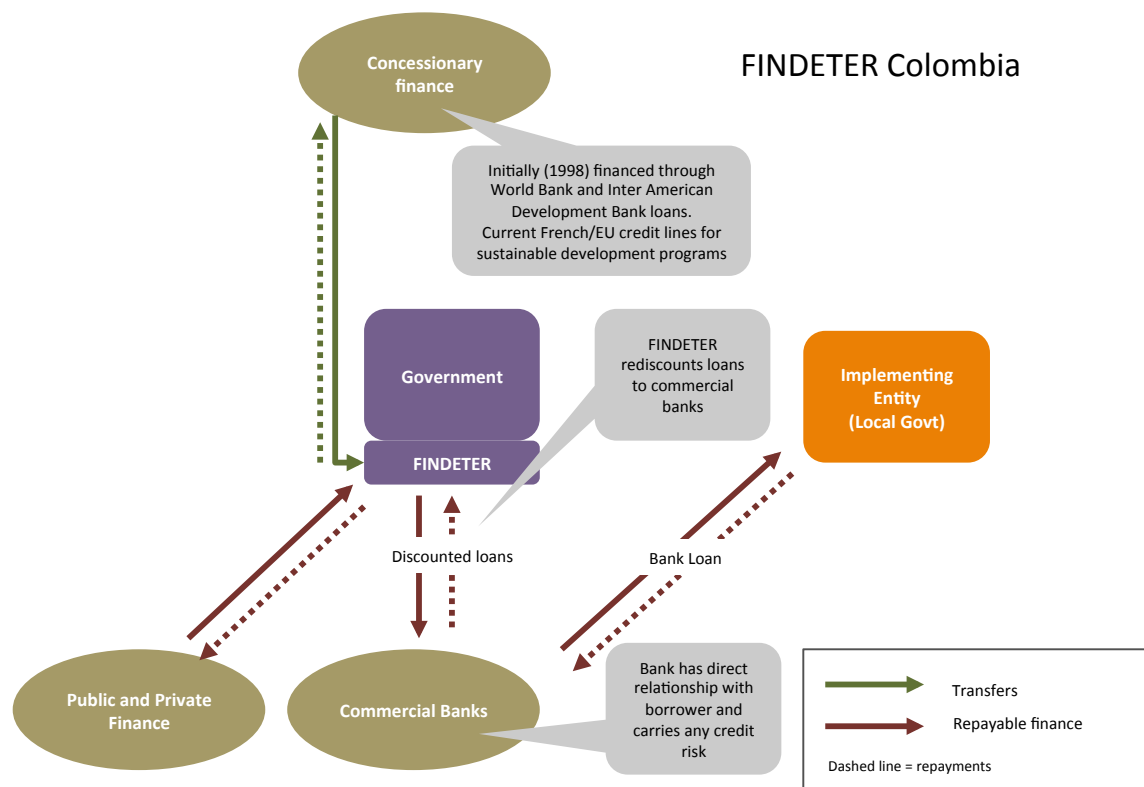 FINDETER Colombia
Concessionary
finance
Initially (1998) financed through
World Bank and Inter American
Development Bank loans.
Current French/EU credit lines for
sustainable development programs
Government
FINDETER
FINDETER
rediscounts loans
to commercial
banks
Implementing
Entity
(Local Govt)
Discounted loans
Bank Loan
Public and Private
Finance
Commercial Banks
Bank has direct
relationship with
borrower and
carries any credit
risk
Transfers
Repayable finance
Dashed line = repayments